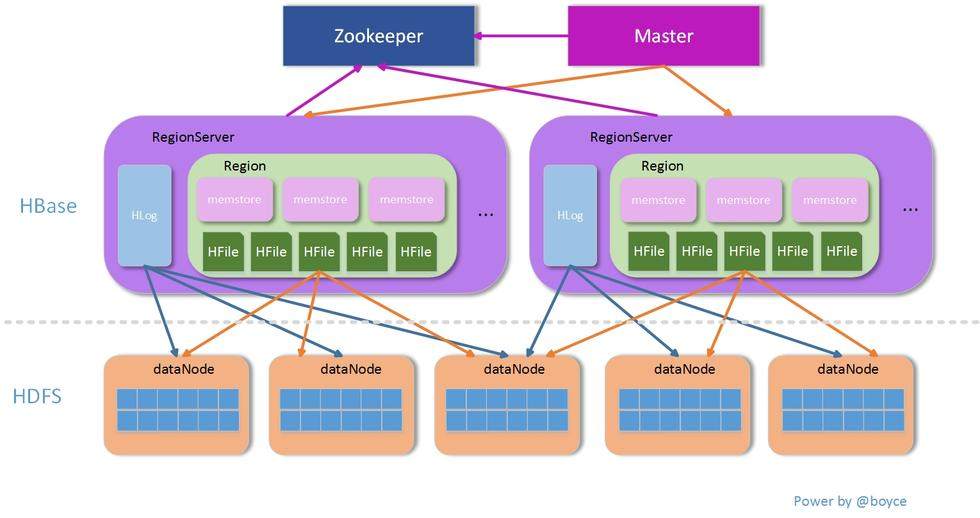 Zookeeper
Master
RegionServer
RegionServer
Region
Region
HBase
HLog
memstore
memstore
memstore
...
HLog
memstore
memstore
memstore
...
HFile
HFile
HFile
HFile
HFile
HFile
HFile
HFile
HFile
HFile
HDFS
dataNode
dataNode
dataNode
dataNode
dataNode
Power by @boyce